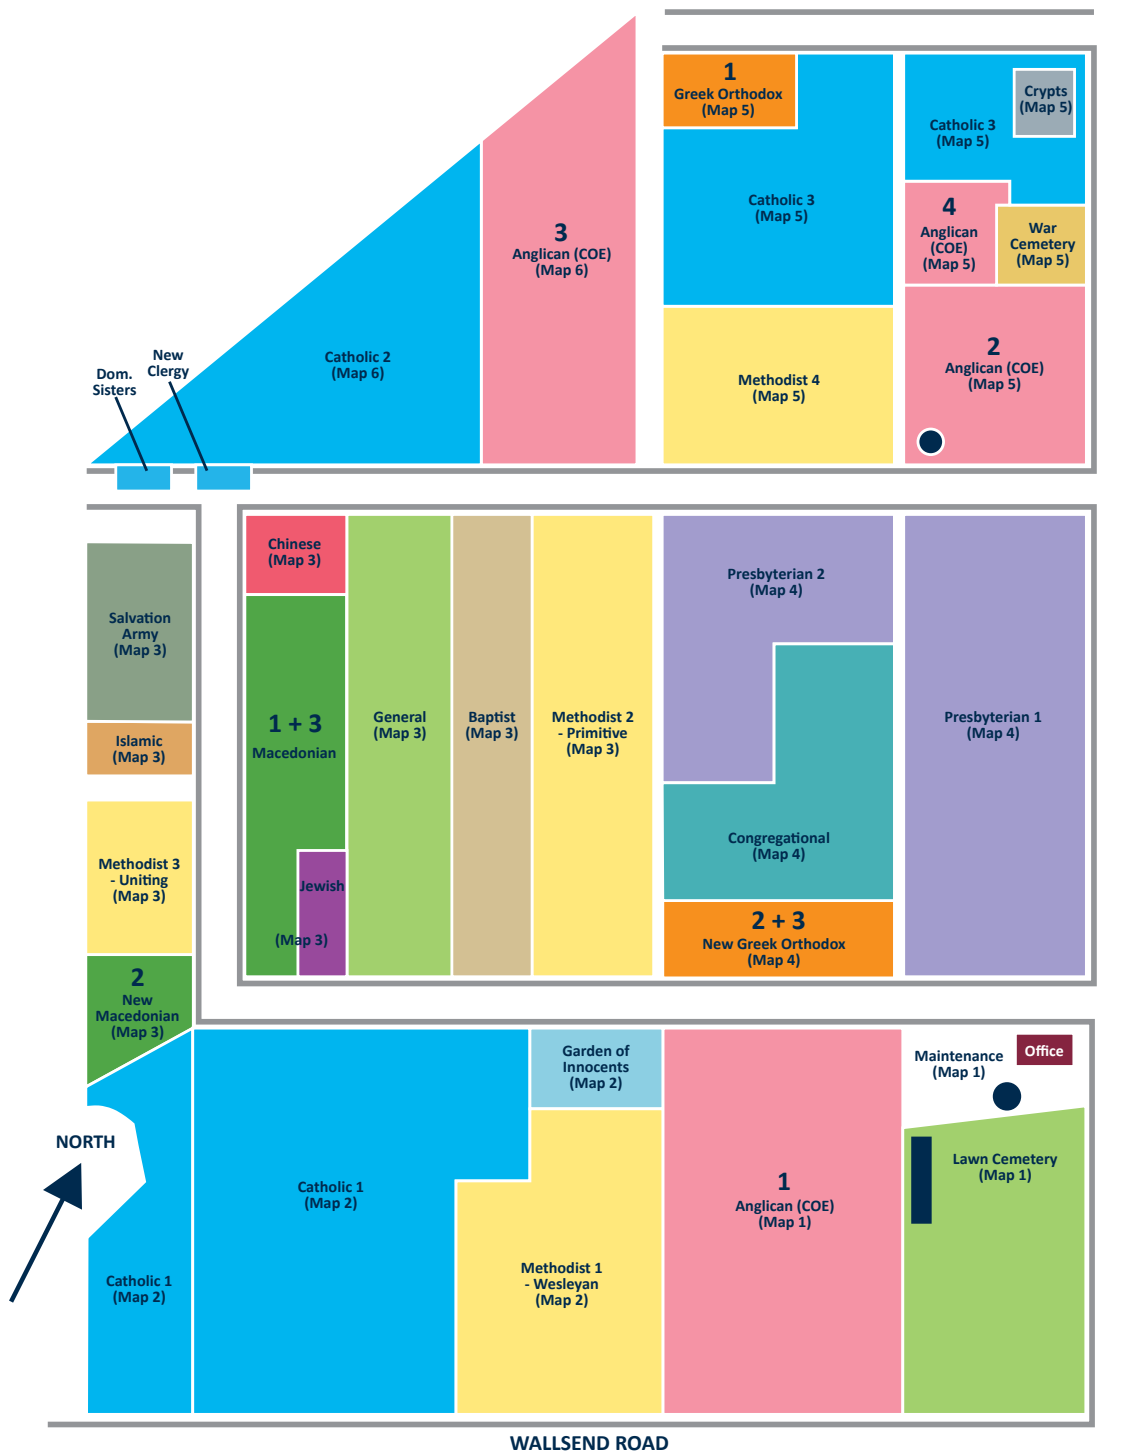 1
Greek Orthodox
(Map 5)
Crypts
(Map 5)
Catholic 3
(Map 5)
Catholic 3
(Map 5)
3
Anglican (COE)
(Map 6)
4
Anglican
(COE)
(Map 5)
War
Cemetery
(Map 5)
Catholic 2
(Map 6)
New
Clergy
Dom.
Sisters
Methodist 4
(Map 5)
2
Anglican (COE)
(Map 5)
Salvation
Army
(Map 3)
Islamic
(Map 3)
Methodist 3
- Uniting
(Map 3)
2
New
Macedonian
(Map 3)
Chinese
(Map 3)
1 + 3
Macedonian
Jewish
(Map 3)
General
(Map 3)
Baptist
(Map 3)
Methodist 2
- Primitive
(Map 3)
Presbyterian 2
(Map 4)
Congregational
(Map 4)
2 + 3
New Greek Orthodox
(Map 4)
Presbyterian 1
(Map 4)
NORTH
Catholic 1
(Map 2)
Catholic 1
(Map 2)
Garden of
Innocents
(Map 2)
Methodist 1
- Wesleyan
(Map 2)
1
Anglican (COE)
(Map 1)
Maintenance
(Map 1)
Office
Lawn Cemetery
(Map 1)
WALLSEND ROAD